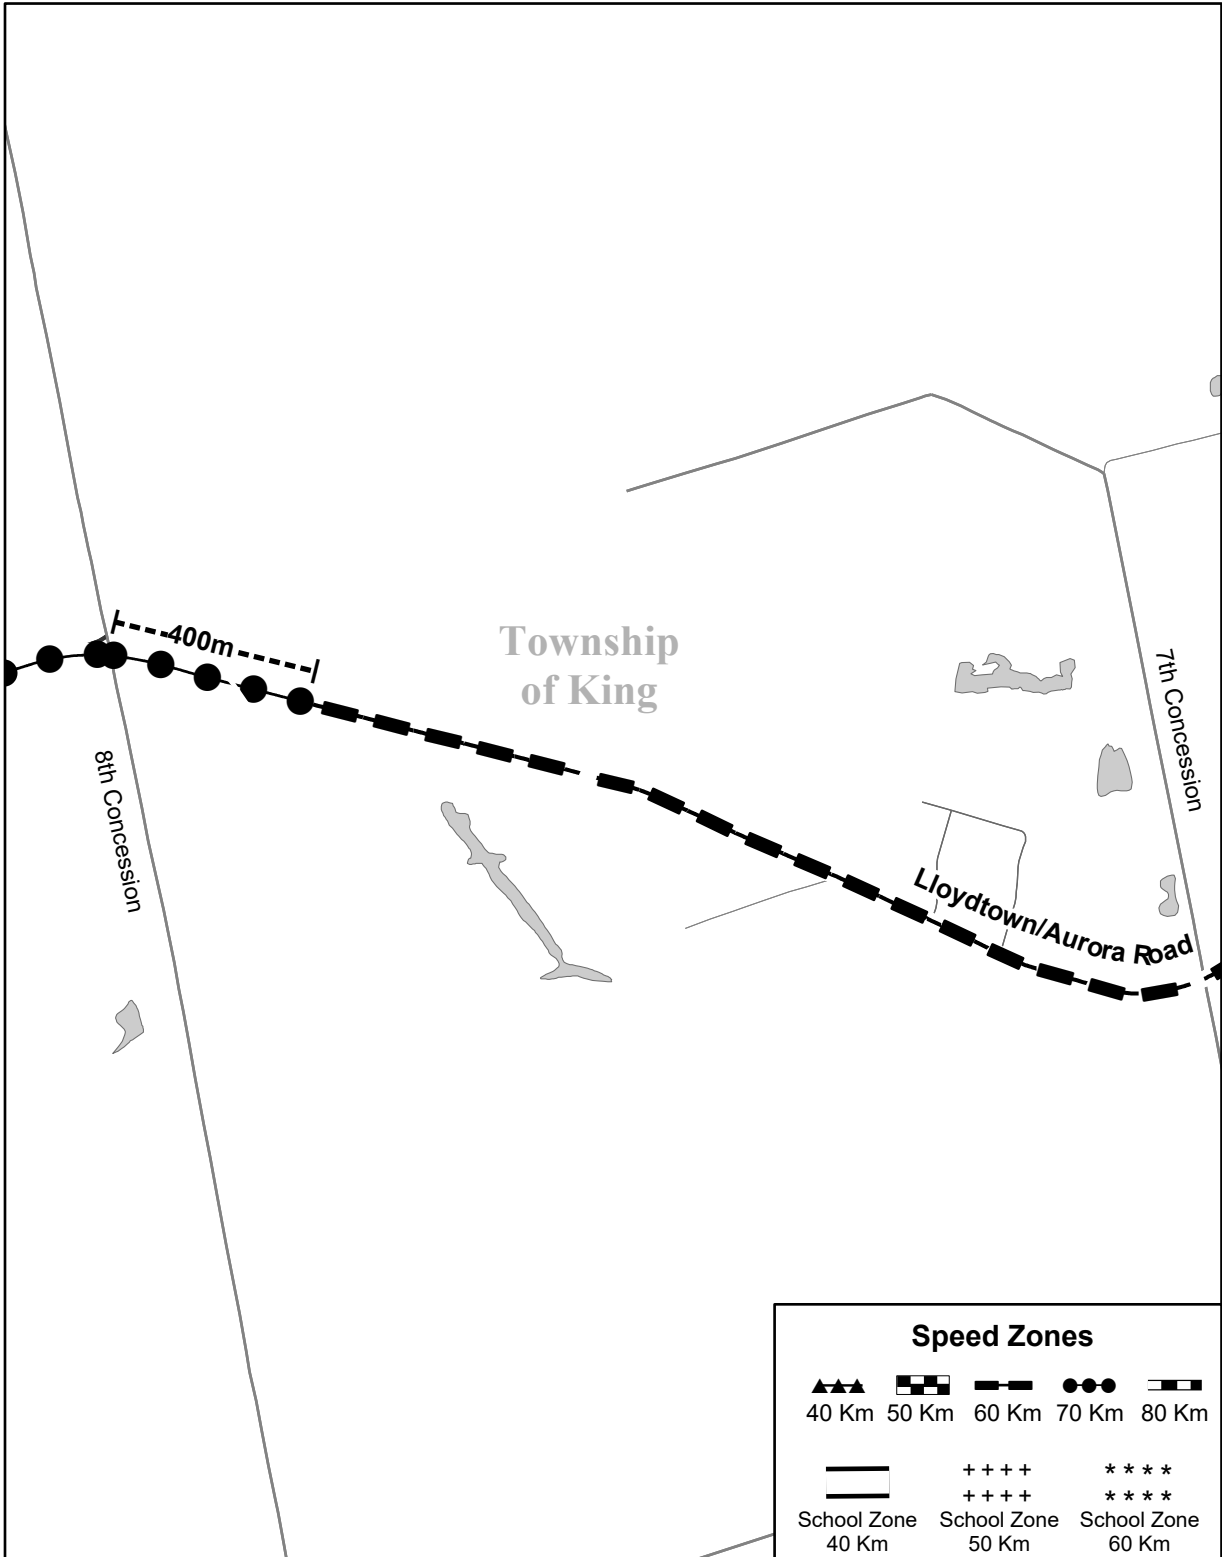 400m
Township
of King
7th Concession
8th Concession
Lloydtown/Aurora Road
Speed Zones
40 Km 50 Km 60 Km 70 Km 80 Km
+ + + + * * * *
+ + + + * * * *
School Zone School Zone School Zone
40 Km 50 Km 60 Km